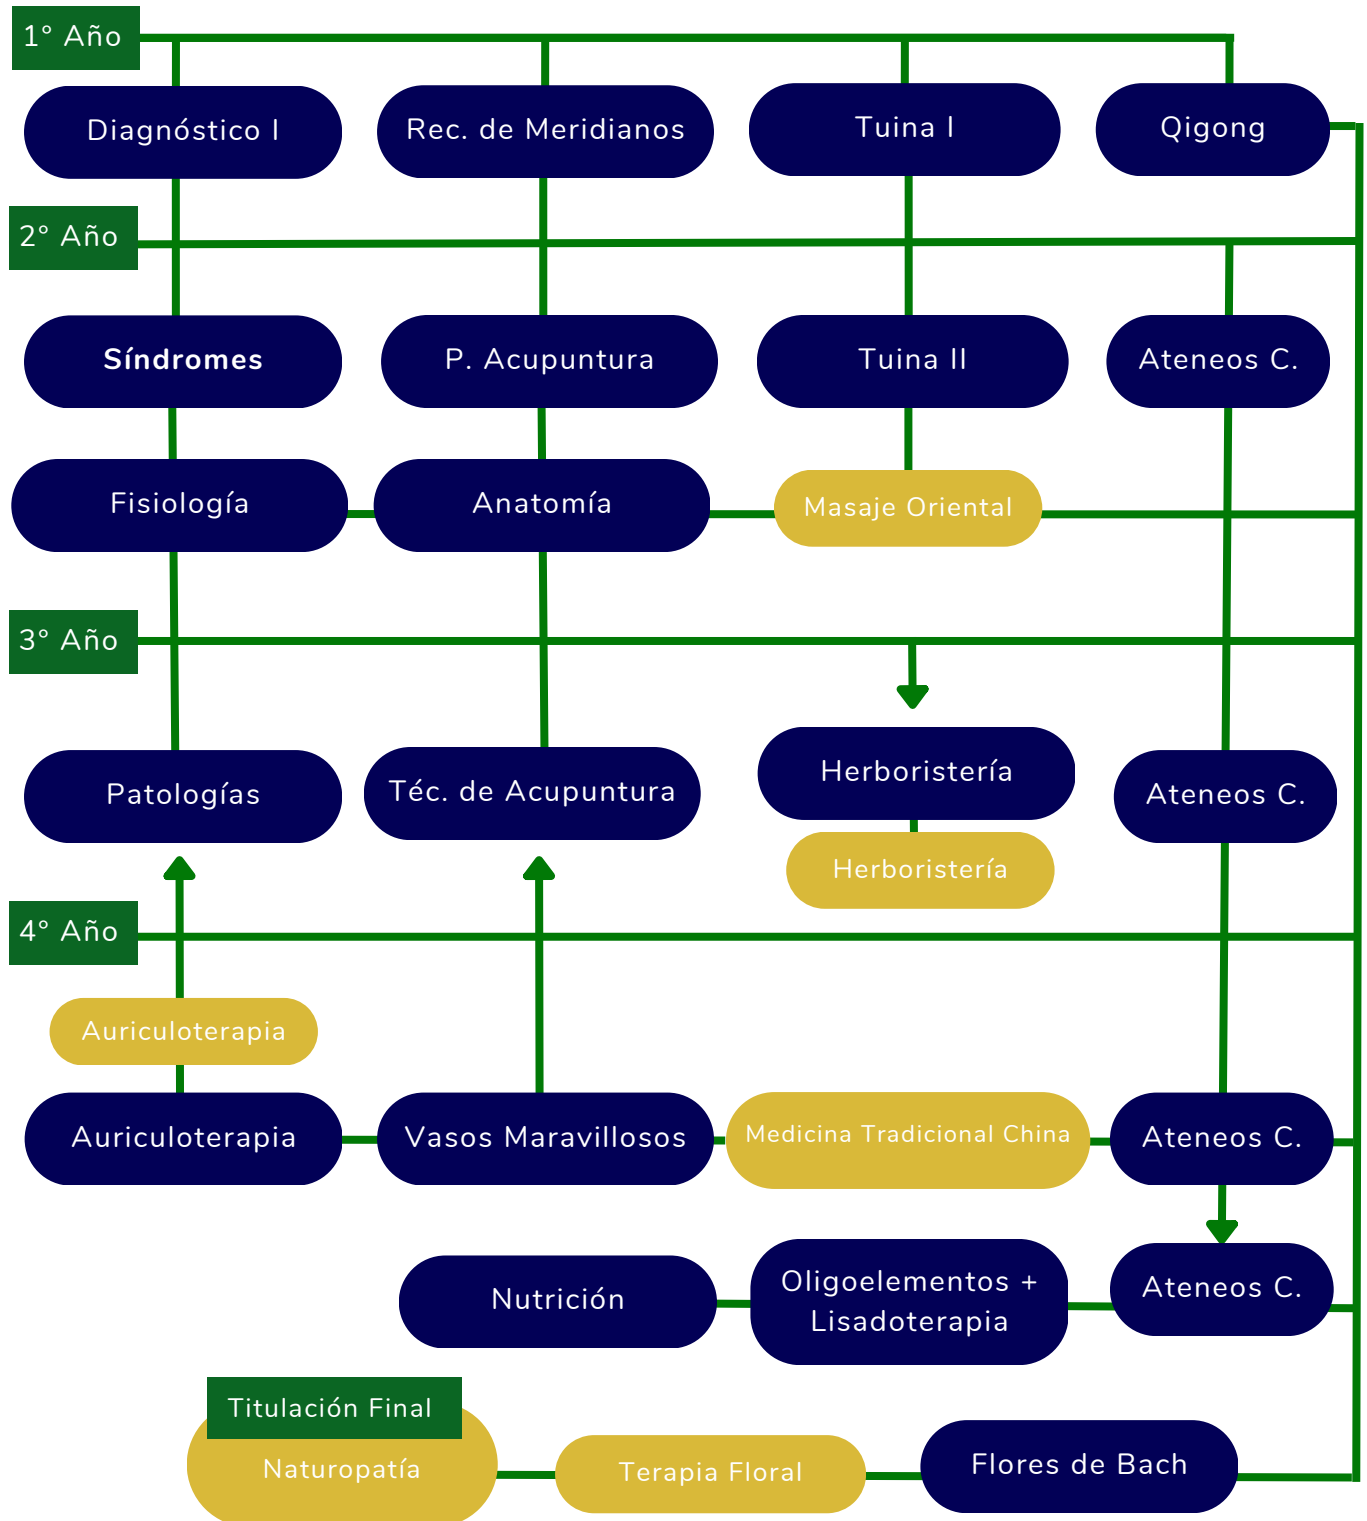 1° Año
Diagnóstico I
Rec. de Meridianos
Tuina I
Qigong
2° Año
Síndromes
P. Acupuntura
Tuina II
Ateneos C.
Fisiología
Anatomía
Masaje Oriental
3° Año
Patologías
Téc. de Acupuntura
Herboristería
Ateneos C.
Herboristería
4° Año
Auriculoterapia
Auriculoterapia
Vasos Maravillosos
Medicina Tradicional China
Ateneos C.
Nutrición
Oligoelementos +
Lisadoterapia
Ateneos C.
Titulación Final
Naturopatía
Terapia Floral
Flores de Bach